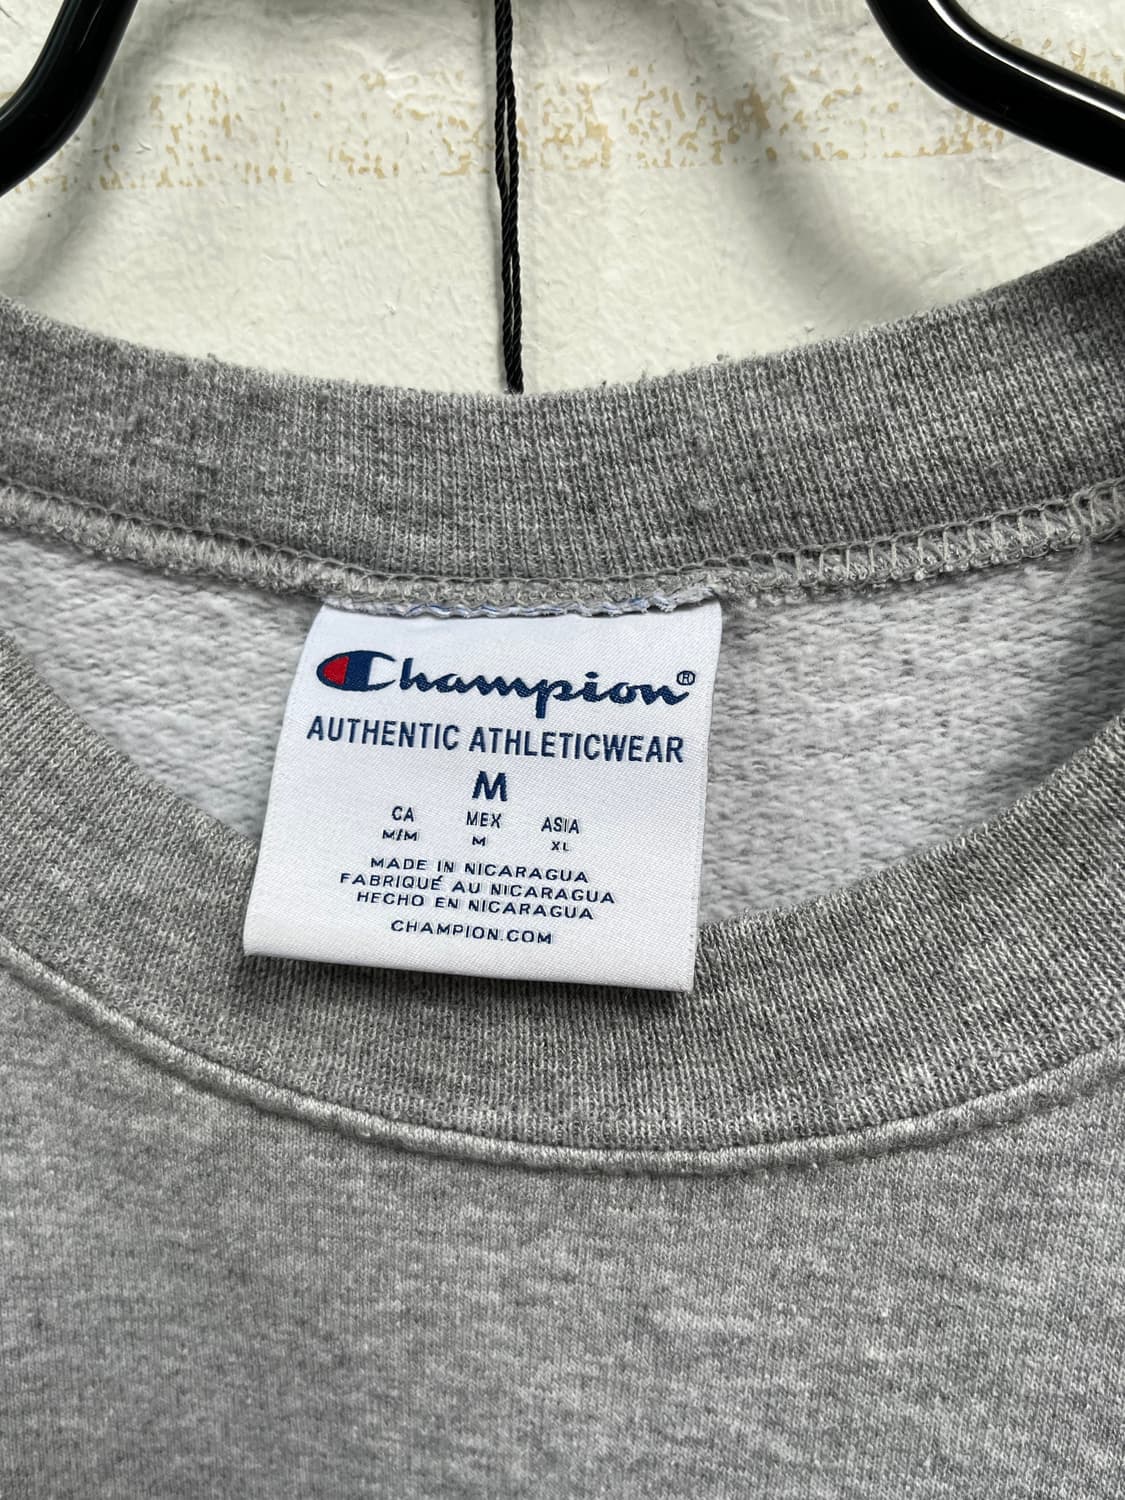 Champion®
AUTHENTIC ATHLETICWEAR
M
CA MEX ASIA
M/M M XL
MADE IN NICARAGUA
FABRIQUÉ AU NICARAGUA
HECHO EN NICARAGUA
CHAMPION.COM